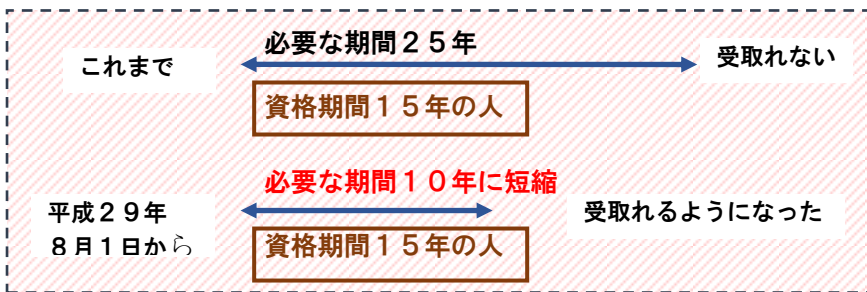 必要な期間２５年
これまで
受取れない
資格期間１５年の人
必要な期間１０年に短縮
平成２９年
８月１日から
受取れるようになった
資格期間１５年の人